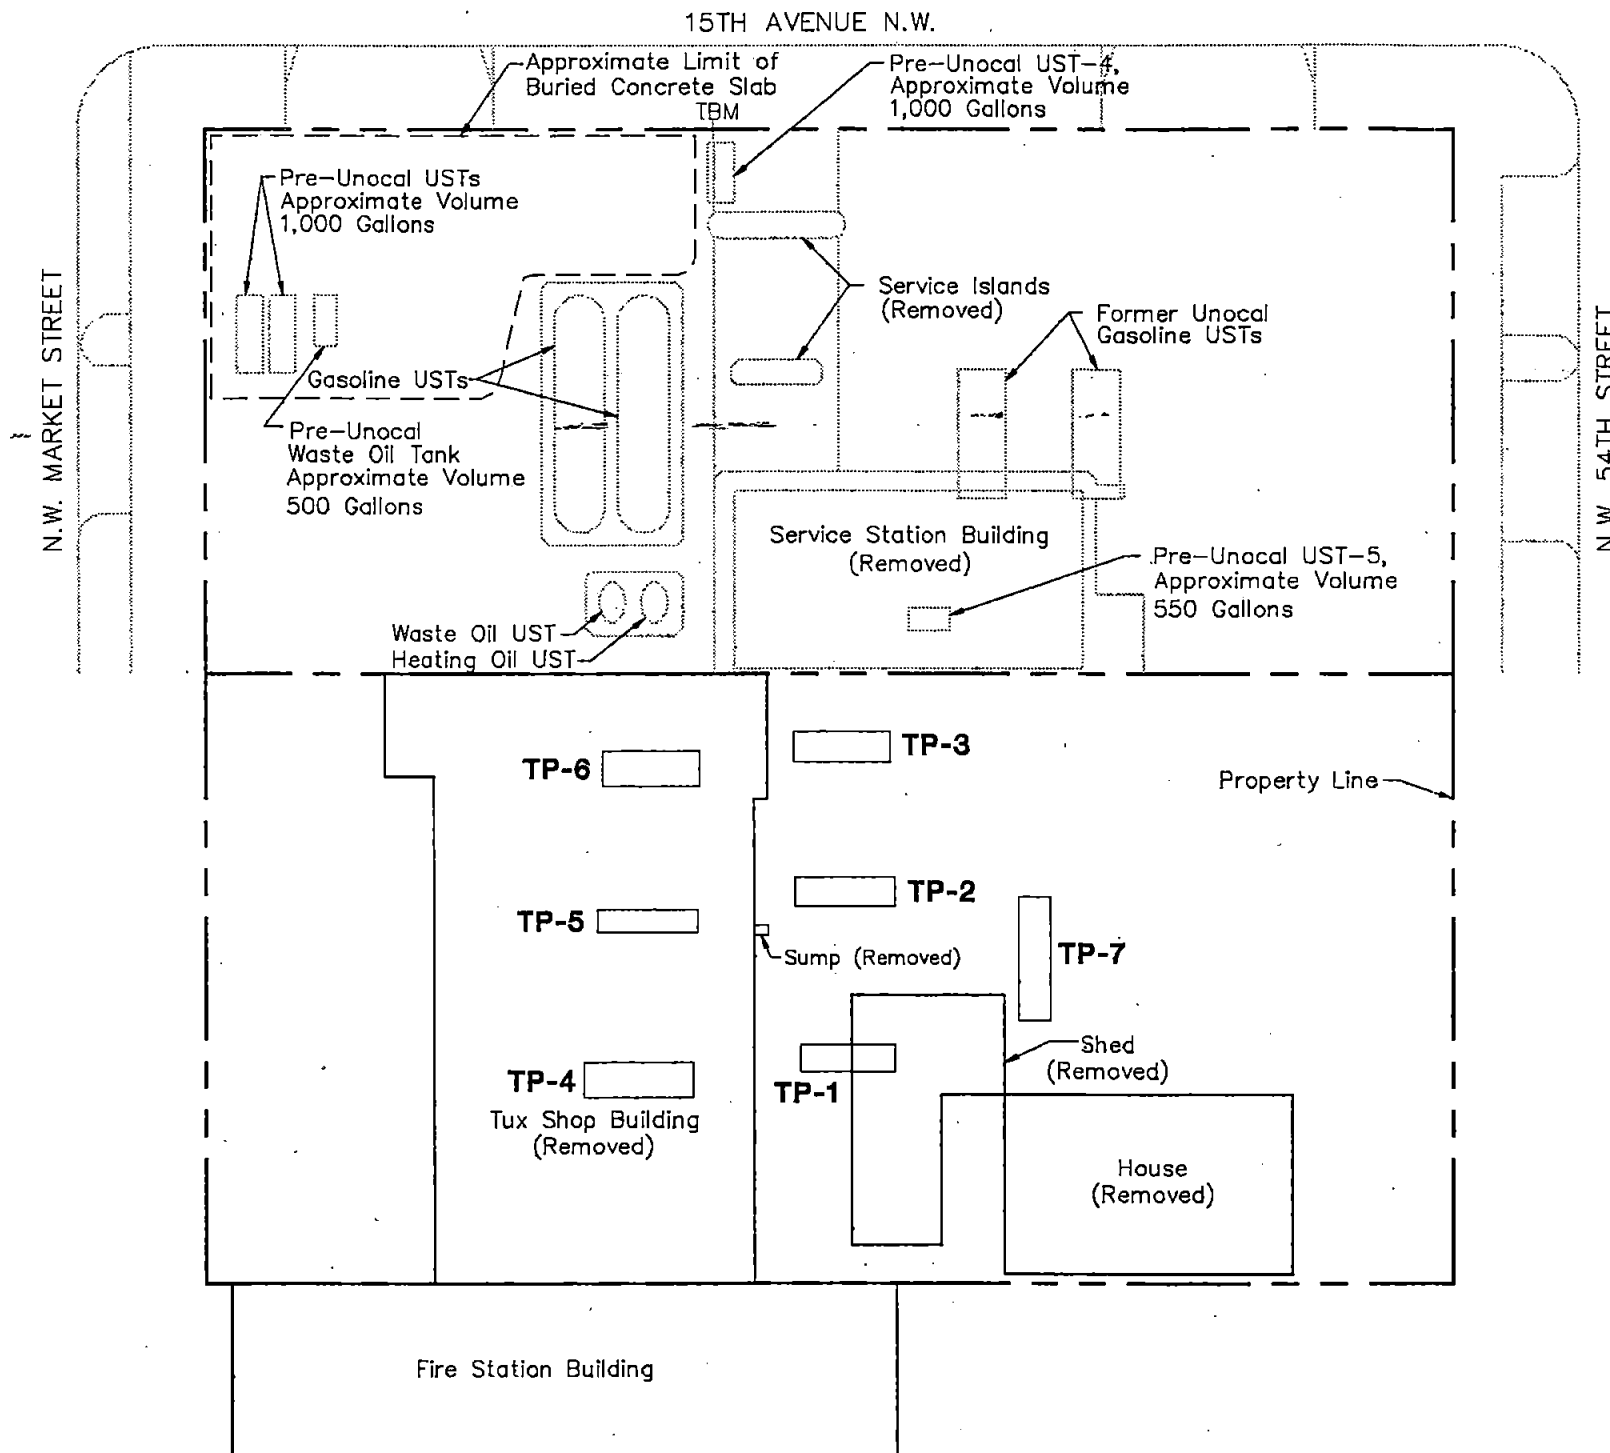 15TH AVENUE N.W.
Approximate Limit of
Buried Concrete Slab
TBM
Pre-Unocal UST-4,
Approximate Volume
1,000 Gallons
Pre-Unocal USTs
Approximate Volume
1,000 Gallons
Service Islands
(Removed)
Former Unocal
Gasoline USTs
N.W. MARKET STREET
N.W. 54TH STREET
Gasoline USTs
Pre-Unocal
Waste Oil Tank
Approximate Volume
500 Gallons
Service Station Building
(Removed)
Pre-Unocal UST-5,
Approximate Volume
550 Gallons
Waste Oil UST
Heating Oil UST
TP-3
TP-6
Property Line
TP-2
TP-5
Sump (Removed)
TP-7
Shed
(Removed)
TP-4
TP-1
Tux Shop Building
(Removed)
House
(Removed)
Fire Station Building